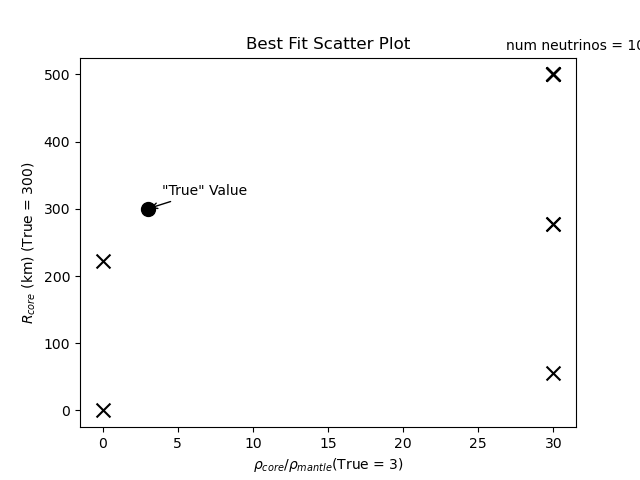 Best Fit Scatter Plot
num neutrinos = 10
500
400
300
200
100
0
"True" Value
R_core (km) (True = 300)
0 5 10 15 20 25 30
ρ_core/ρ_mantle(True = 3)